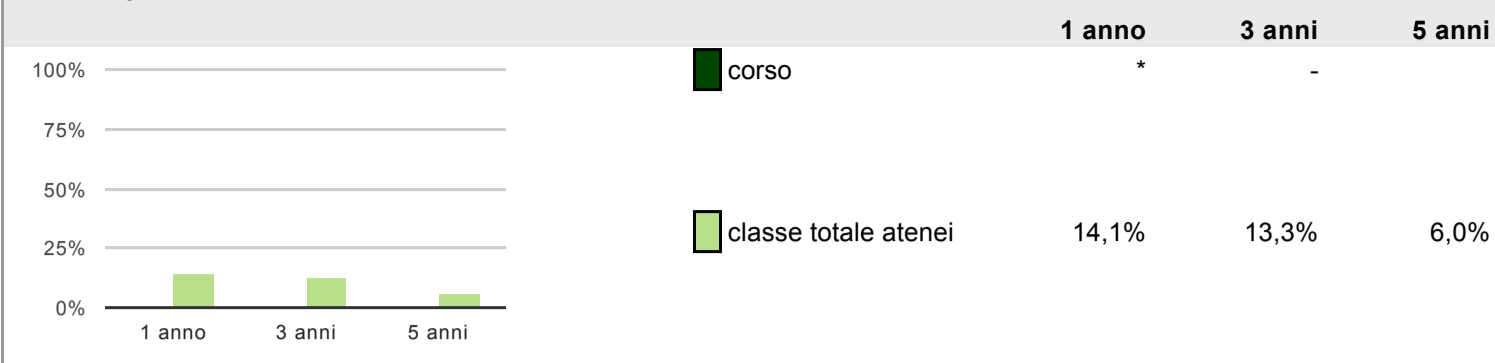 1 anno 3 anni 5 anni
100% corso * -
75%
50%
25% classe totale atenei 14,1% 13,3% 6,0%
0%
1 anno 3 anni 5 anni